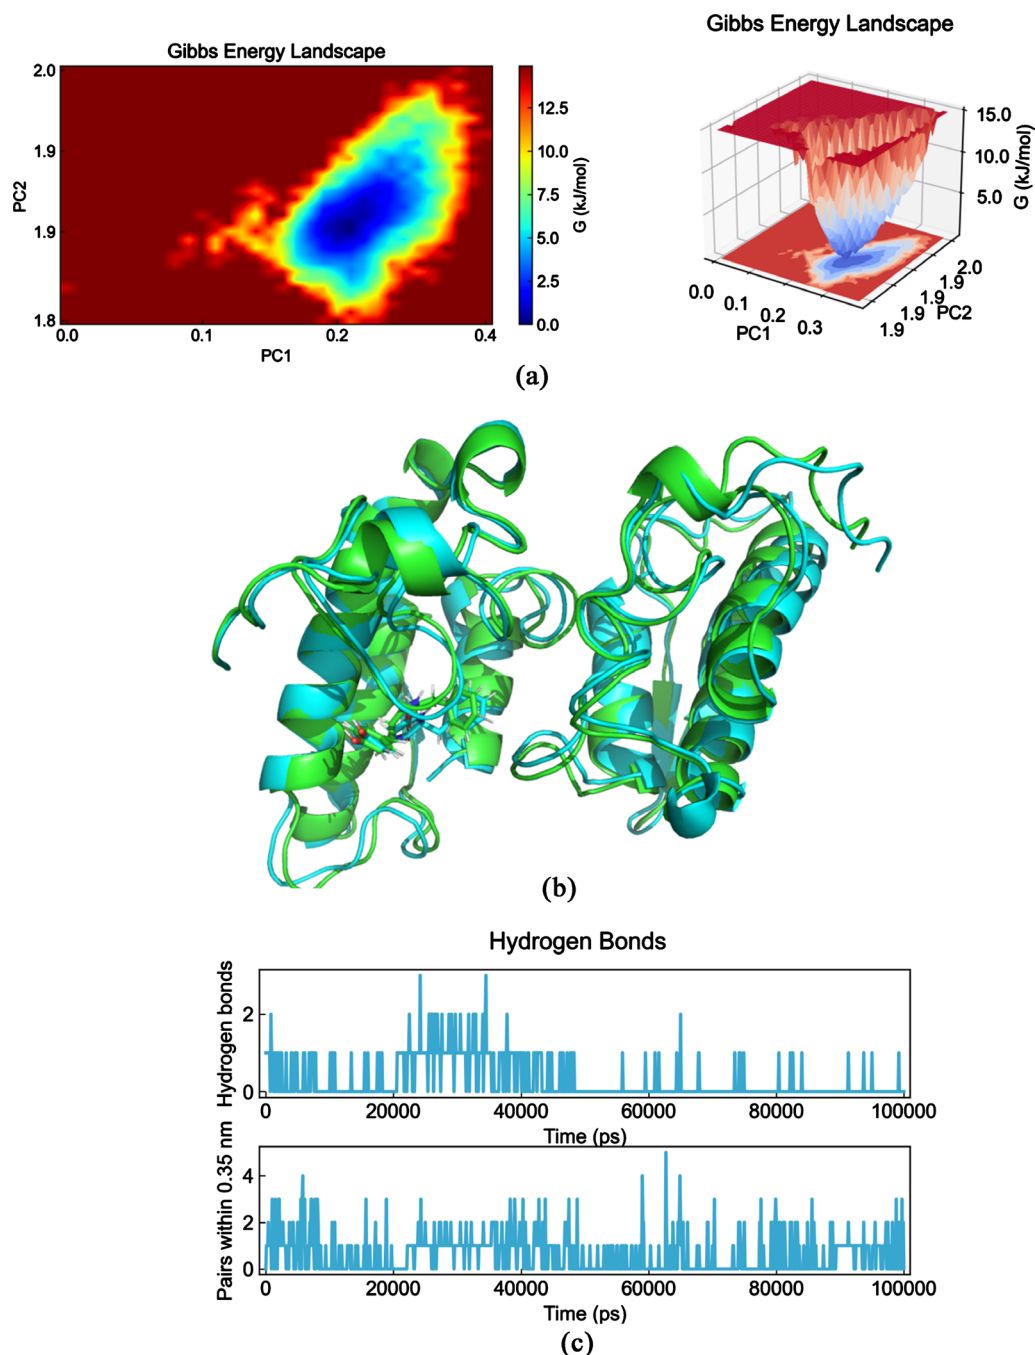 Gibbs Energy Landscape
2.0
1.9
1.9
1.8
PC2
0.0
0.1
0.2
0.4
PC1
12.5
10.0
7.5
5.0
2.5
0.0
G (kJ/mol)
Gibbs Energy Landscape
15.0
10.0
5.0
G (kJ/mol)
0.0
0.1
0.2
0.3
PC1
2.0
1.9
1.9
1.9
1.9
PC2
(a)
(b)
Hydrogen Bonds
Hydrogen bonds
2
0
0
20000
40000
60000
80000
100000
Time (ps)
Pairs within 0.35 nm
4
2
0
0
20000
40000
60000
80000
100000
Time (ps)
(c)